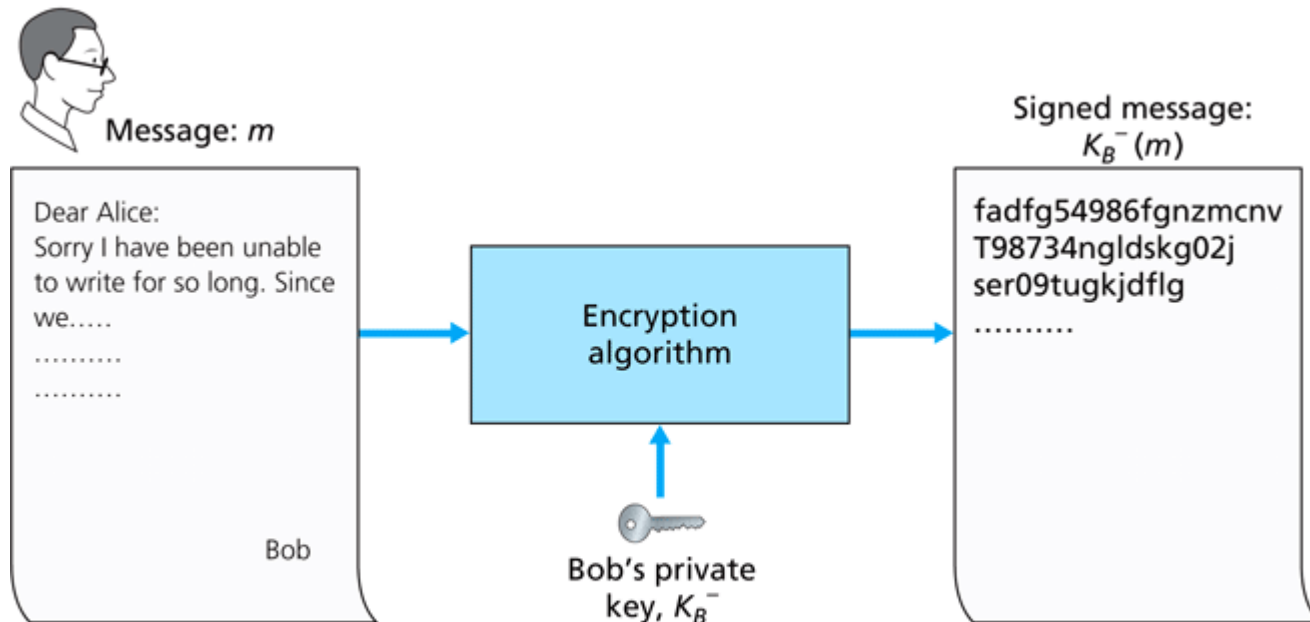 Message: m
Dear Alice:
Sorry I have been unable
to write for so long. Since
we.....
..........
..........
Bob
Encryption
algorithm
Bob's private
key, K_B^–
Signed message:
K_B^– (m)
fadfg54986fgnzmcnv
T98734ngldskg02j
ser09tugkjdflg
..........